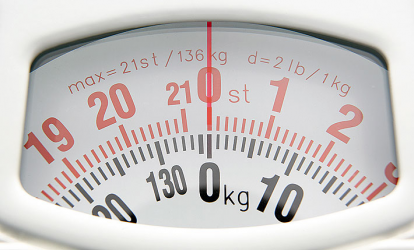 max=21st/136kg d=2lb/1kg
19 20 21 0 st 1 2
130 0 kg 10